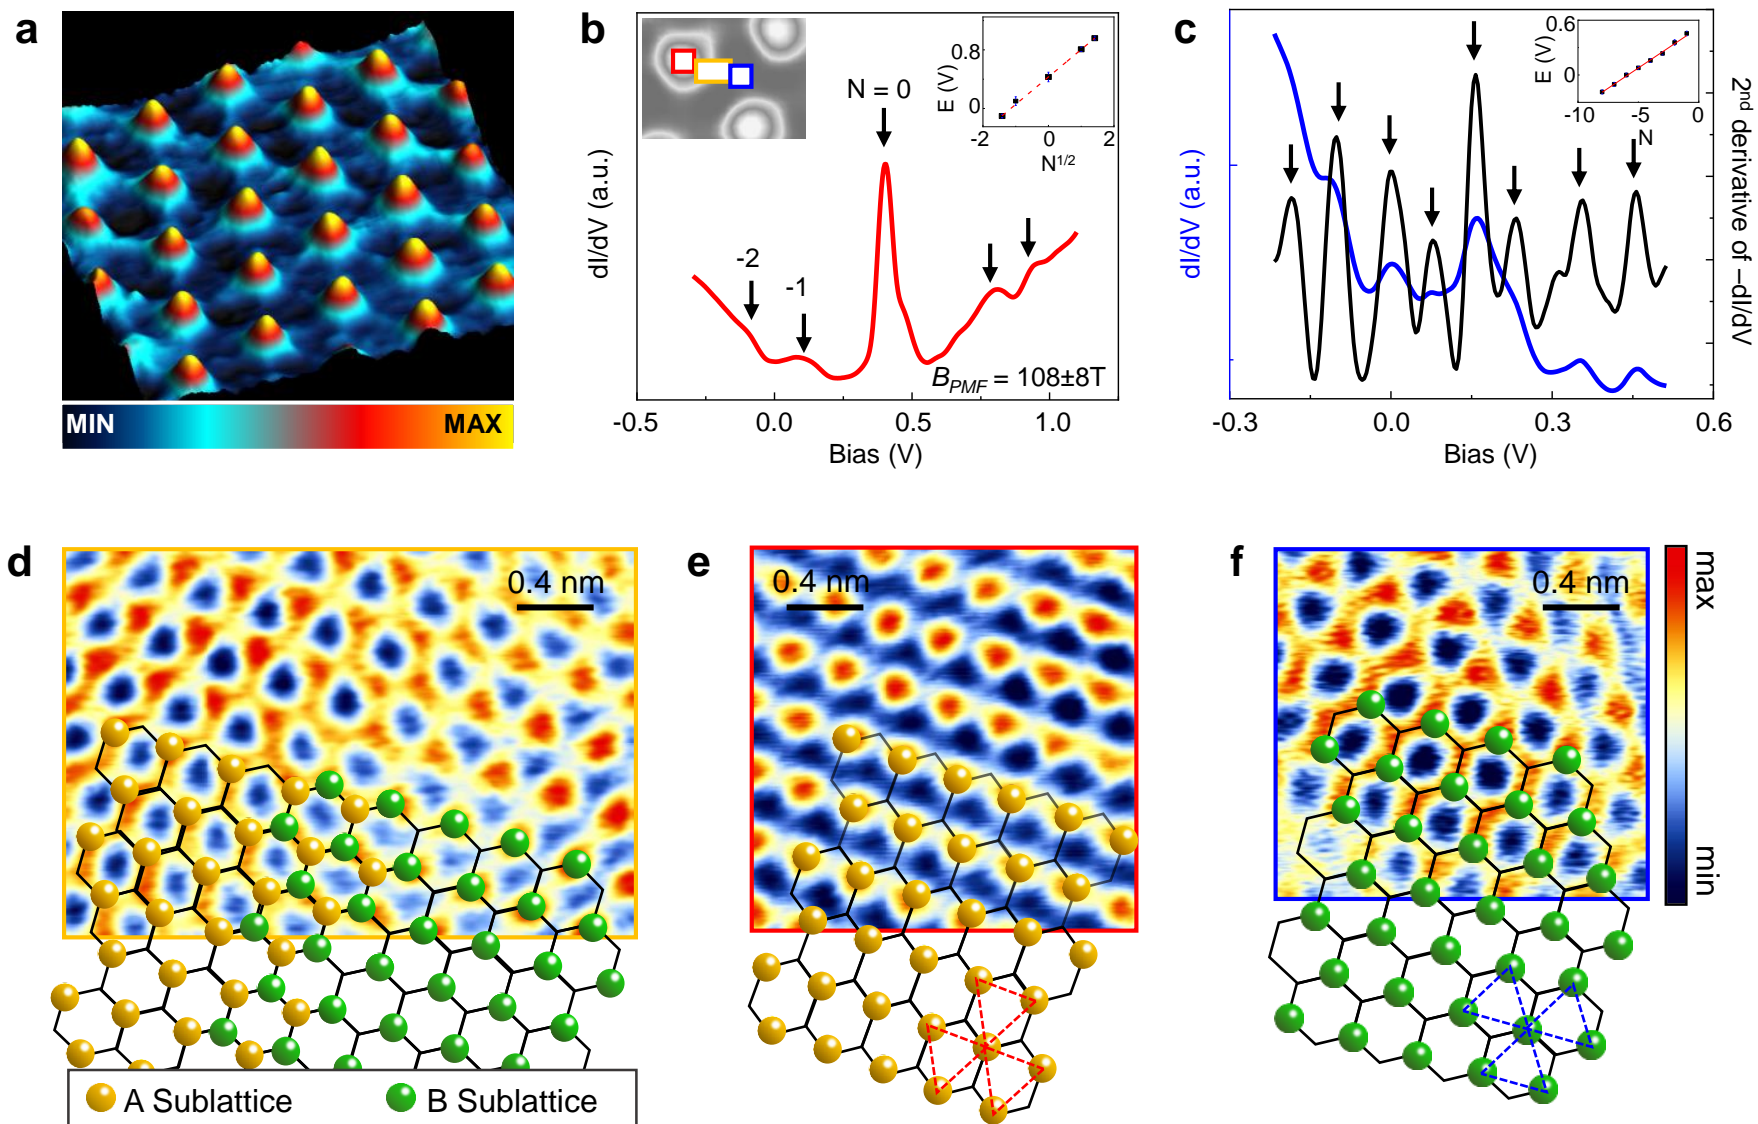 a
MIN
MAX
b
N = 0
-2
-1
B_PMF = 108±8T
dI/dV (a.u.)
-0.5
0.0
0.5
1.0
Bias (V)
E (V)
0.8
0
-2
0
2
N^1/2
c
dI/dV (a.u.)
2nd derivative of –dI/dV
-0.3
0.0
0.3
0.6
Bias (V)
E (V)
0.6
0
-10
-5
0
N
d
0.4 nm
A Sublattice
B Sublattice
e
0.4 nm
f
0.4 nm
max
min